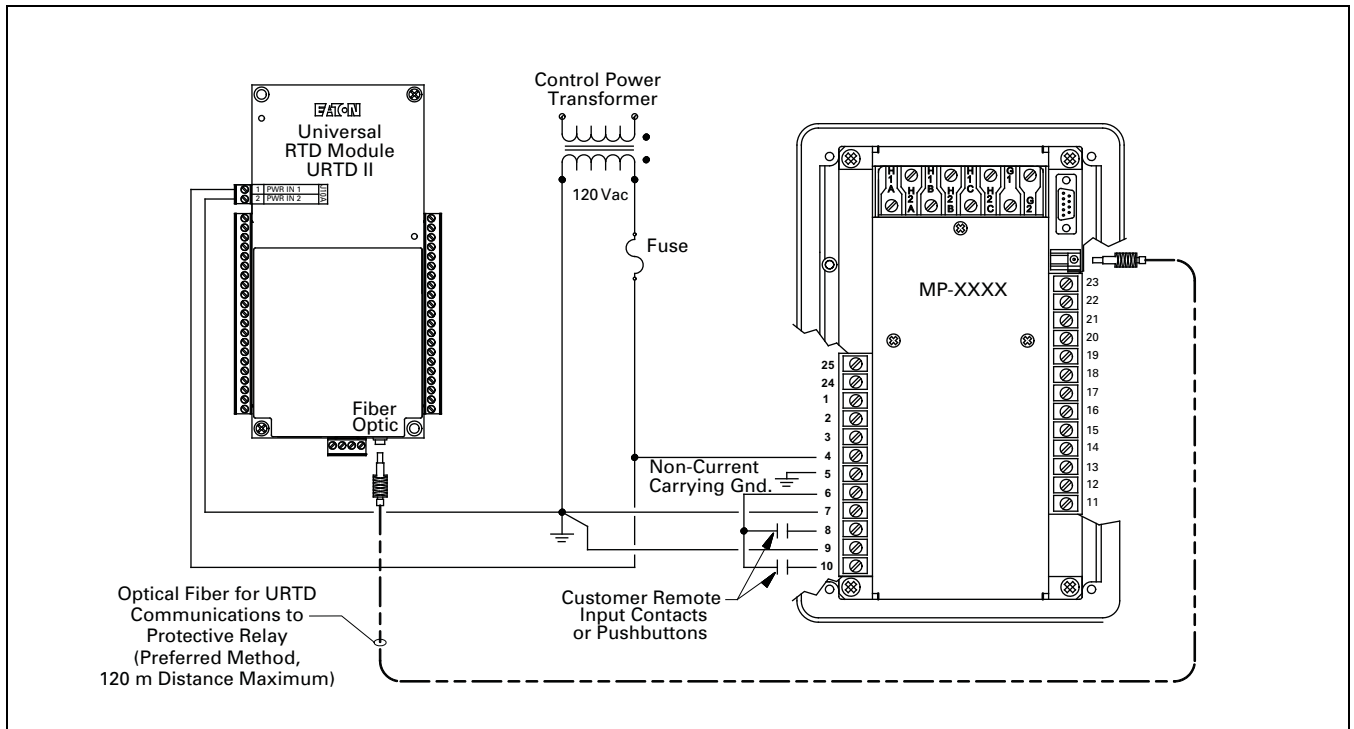 Control Power
Transformer
120 Vac
Fuse
EATON
Universal
RTD Module
URTD II
1 PWR IN 1
2 PWR IN 2
J10A
Fiber
Optic
H1A
H2A
H1B
H2B
H1C
H2C
G1
G2
MP-XXXX
25
24
1
2
3
4
5
6
7
8
9
10
23
22
21
20
19
18
17
16
15
14
13
12
11
Non-Current
Carrying Gnd.
Customer Remote
Input Contacts
or Pushbuttons
Optical Fiber for URTD
Communications to
Protective Relay
(Preferred Method,
120 m Distance Maximum)